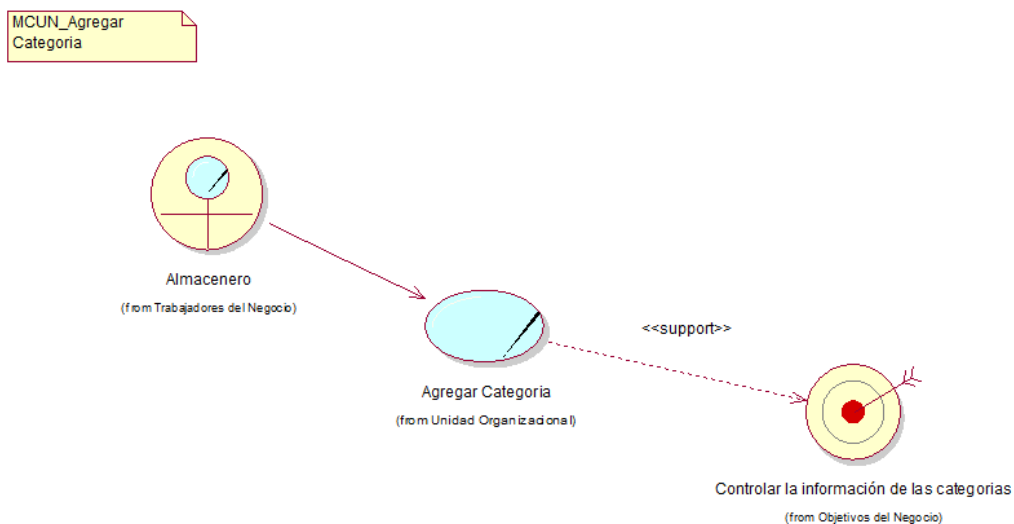 MCUN_Agregar
Categoria
Almacenero
(from Trabajadores del Negocio)
<<support>>
Agregar Categoria
(from Unidad Organizacional)
Controlar la información de las categorias
(from Objetivos del Negocio)